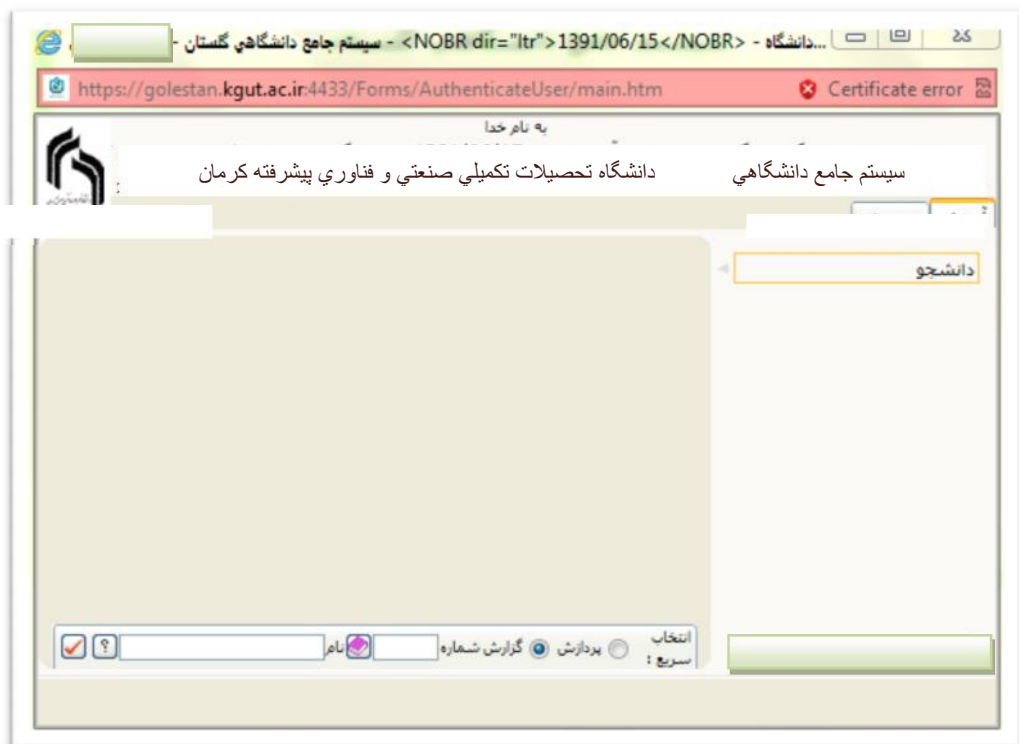 ...دانشگاه - <NOBR dir="ltr">1391/06/15</NOBR> - سيستم جامع دانشگاهي گلستان -
https://golestan.kgut.ac.ir:4433/Forms/AuthenticateUser/main.htm Certificate error
به نام خدا
سيستم جامع دانشگاهي دانشگاه تحصيلات تكميلي صنعتي و فناوري پيشرفته كرمان
دانشجو
انتخاب سريع : پردازش گزارش شماره نام ?